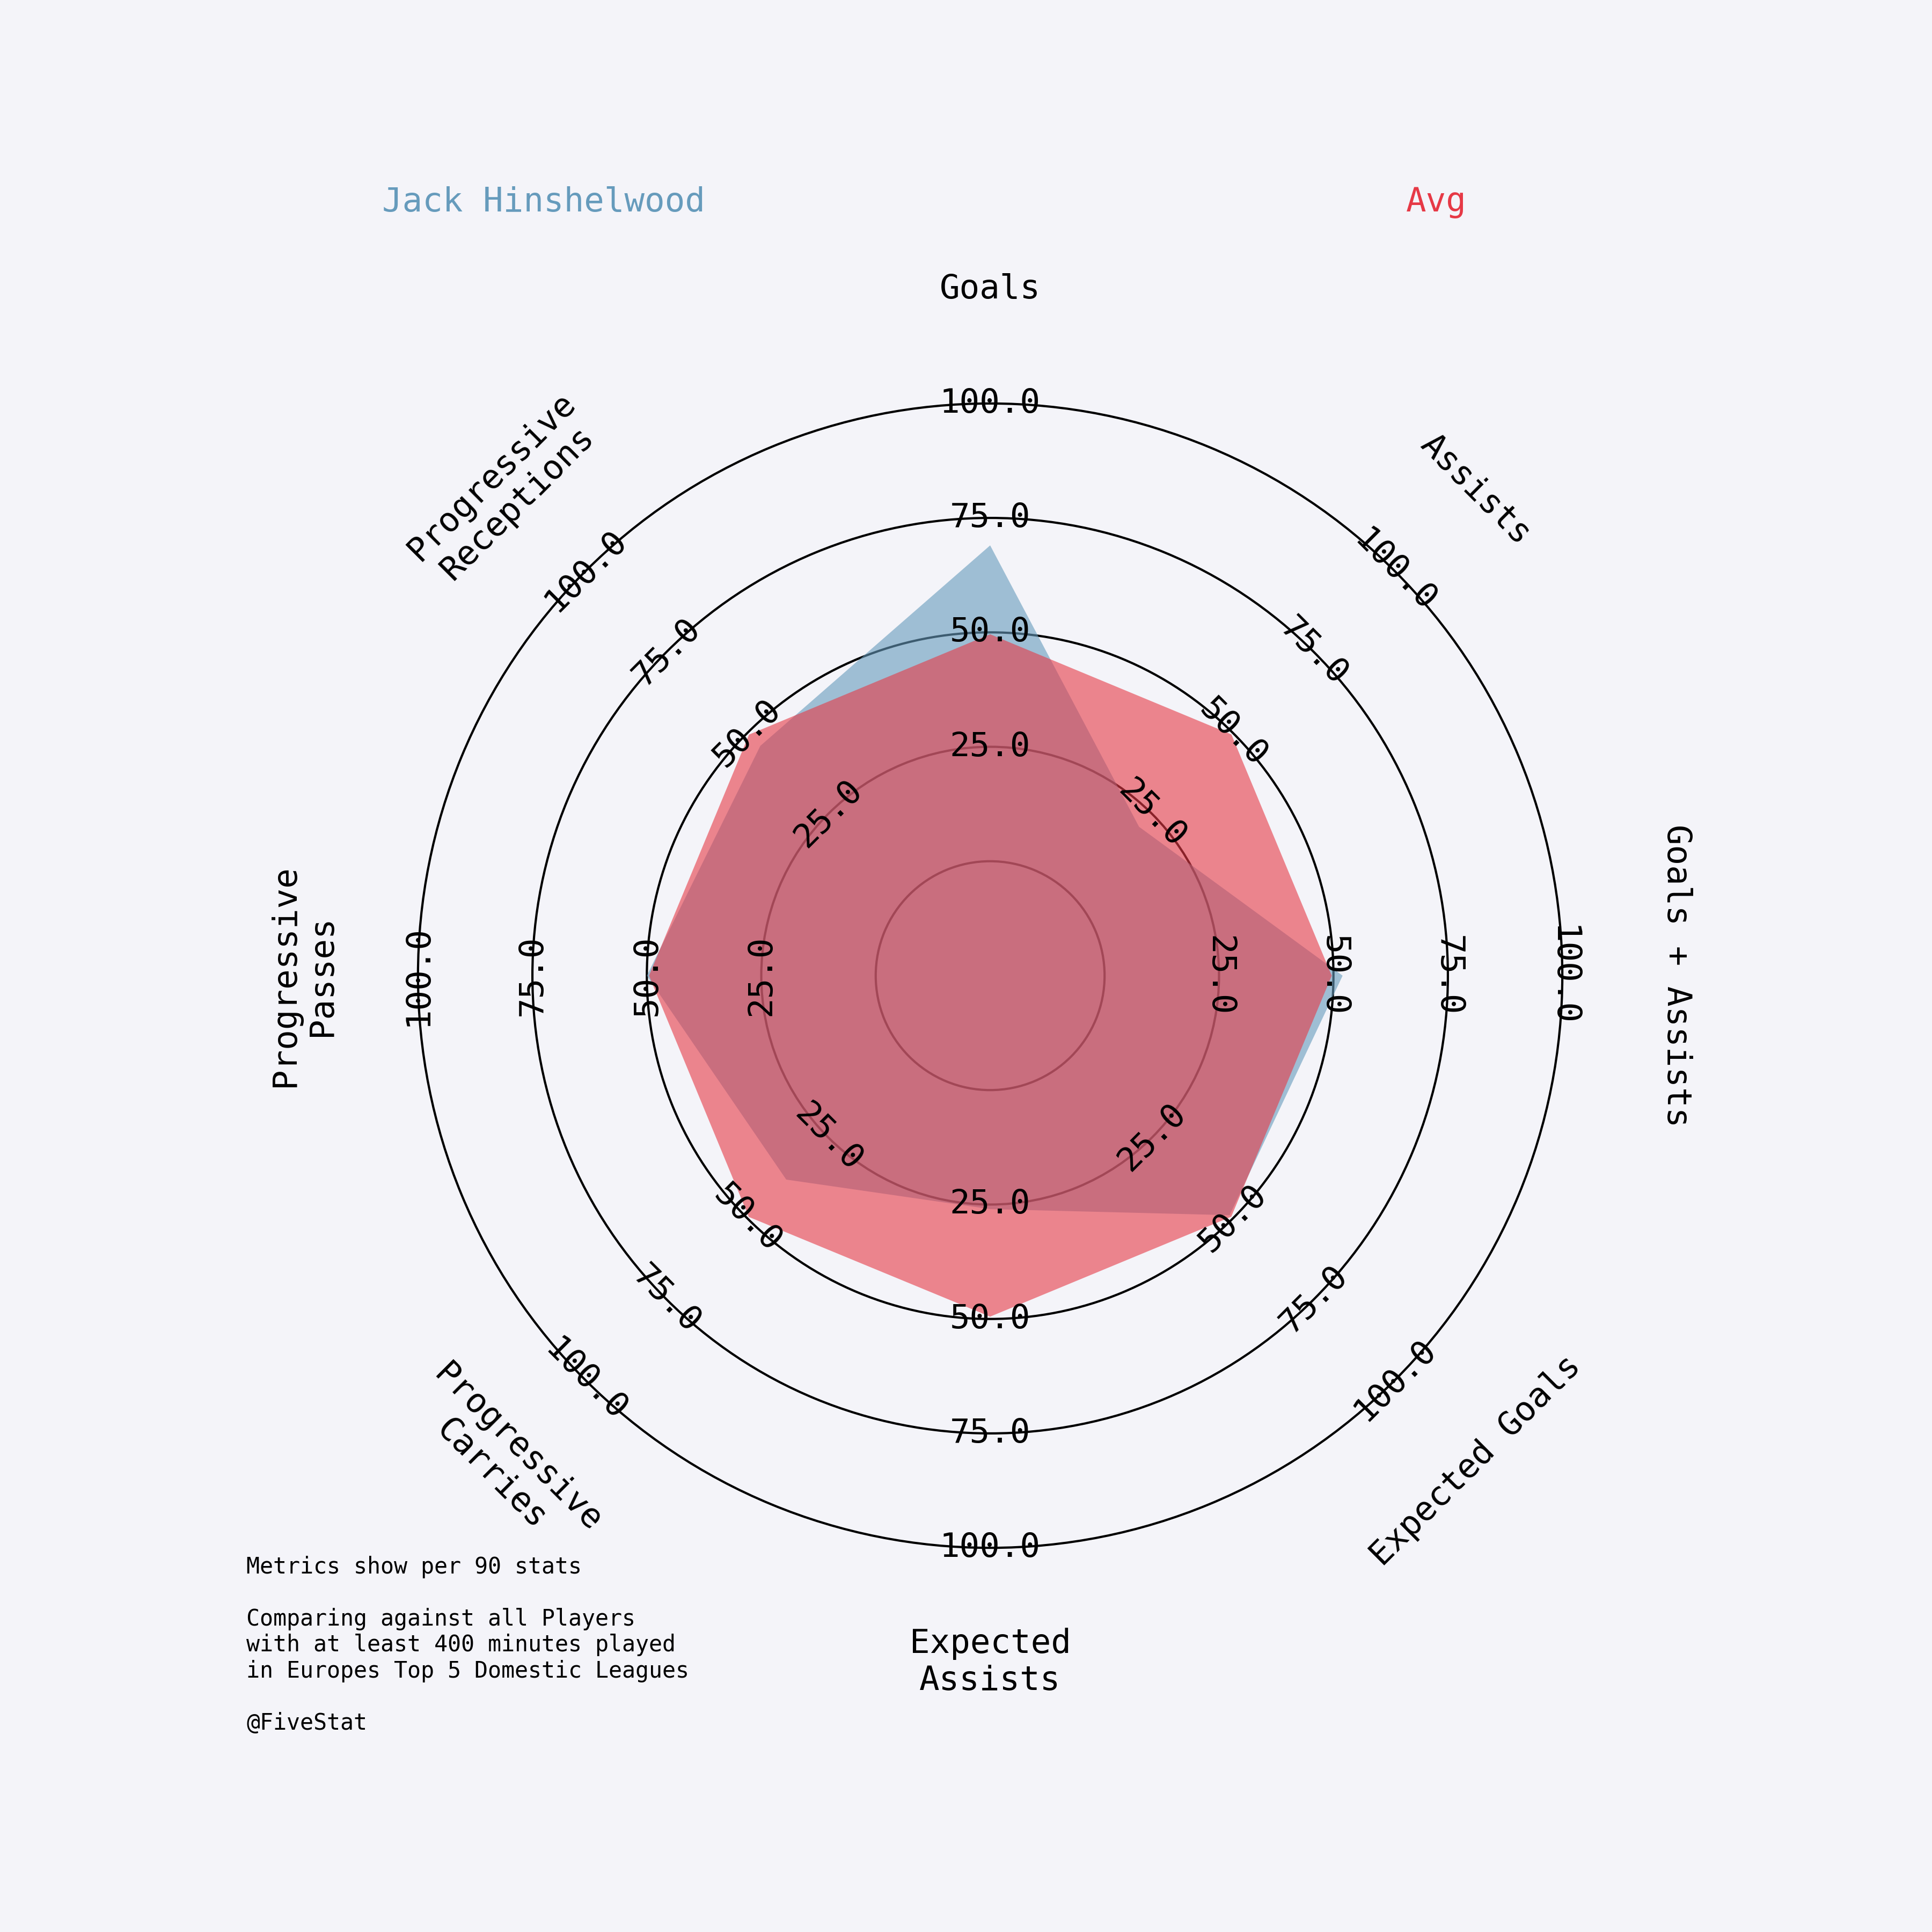 Jack Hinshelwood
Avg
Goals
Assists
Goals + Assists
Expected Goals
Expected
Assists
Progressive
Carries
Progressive
Passes
Progressive
Receptions
25.0
50.0
75.0
100.0
25.0
50.0
75.0
100.0
25.0
50.0
75.0
100.0
25.0
50.0
75.0
100.0
25.0
50.0
75.0
100.0
25.0
50.0
75.0
100.0
25.0
50.0
75.0
100.0
25.0
50.0
75.0
100.0
Metrics show per 90 stats
Comparing against all Players
with at least 400 minutes played
in Europes Top 5 Domestic Leagues
@FiveStat